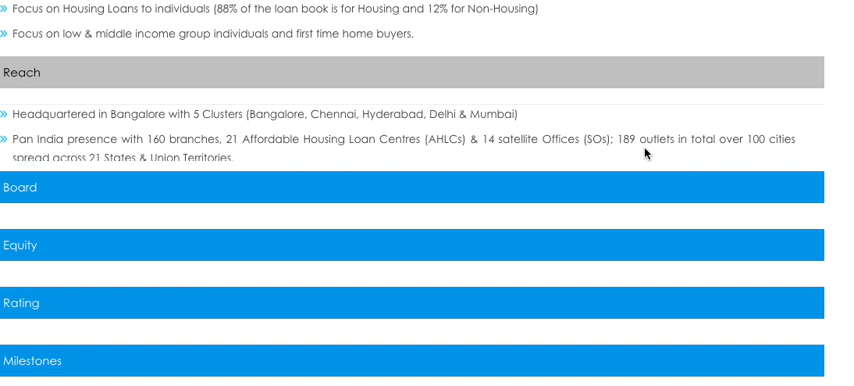 Focus on Housing Loans to individuals (88% of the loan book is for Housing and 12% for Non-Housing)
Focus on low & middle income group individuals and first time home buyers.
Reach
Headquartered in Bangalore with 5 Clusters (Bangalore, Chennai, Hyderabad, Delhi & Mumbai)
Pan India presence with 160 branches, 21 Affordable Housing Loan Centres (AHLCs) & 14 satellite Offices (SOs); 189 outlets in total over 100 cities
spread across 21 States & Union Territories.
Board
Equity
Rating
Milestones